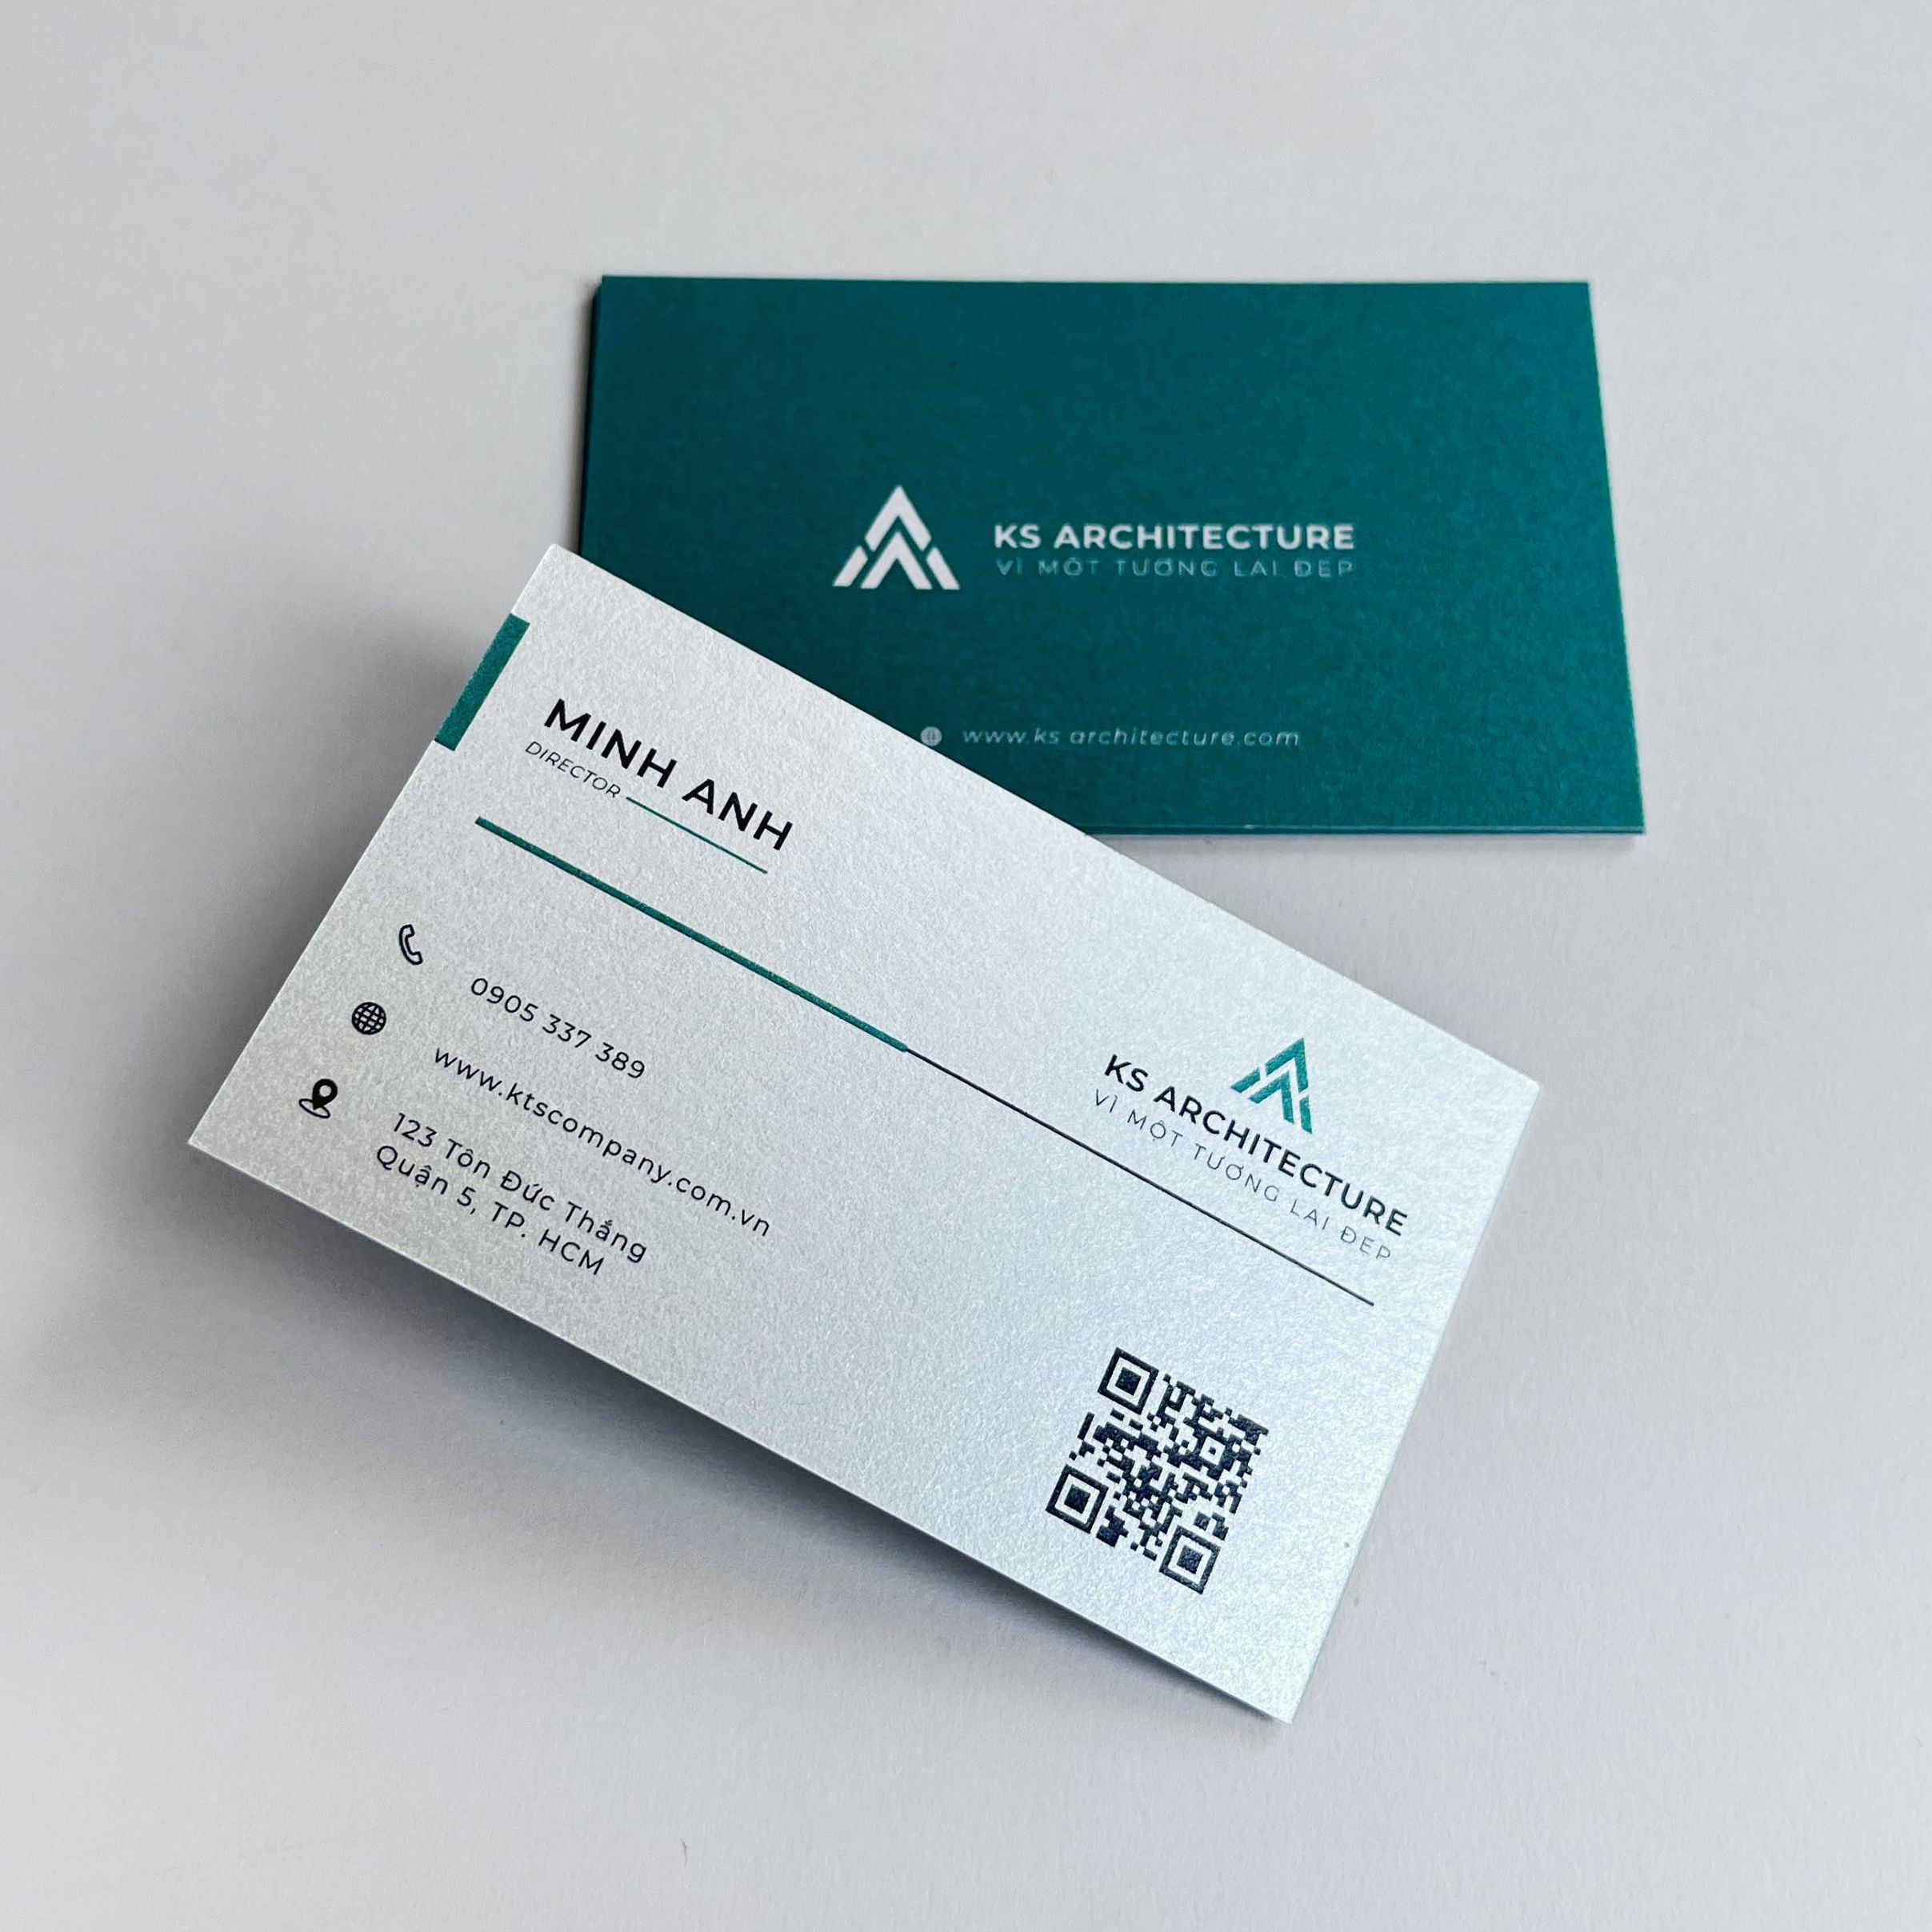 KS ARCHITECTURE
VÌ MỘT TƯƠNG LAI ĐẸP
www.ks architecture.com
MINH ANH
DIRECTOR
0905 337 389
www.ktscompany.com.vn
123 Tôn Đức Thắng
Quận 5, TP. HCM
KS ARCHITECTURE
VÌ MỘT TƯƠNG LAI ĐẸP